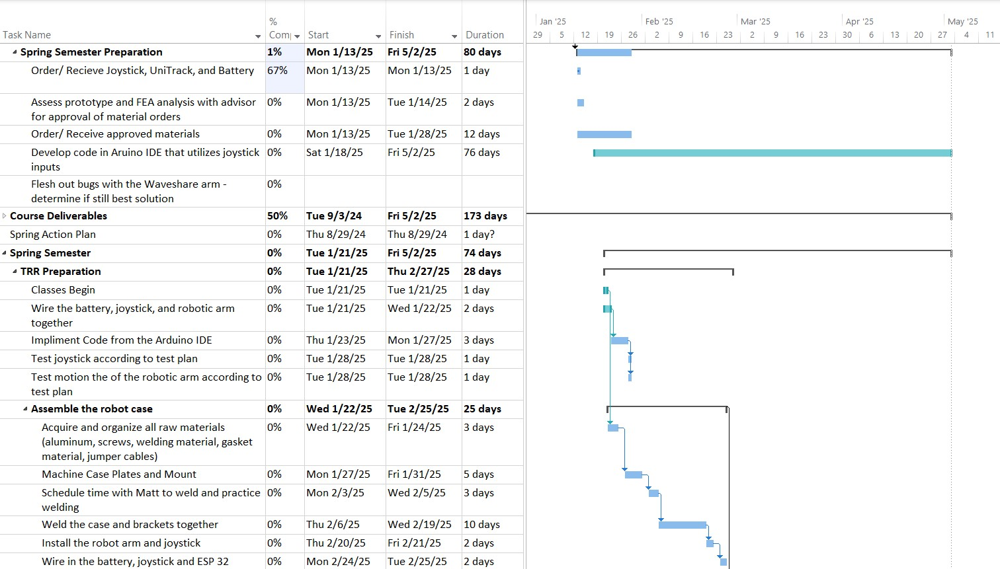 %
Jan '25 Feb '25 Mar '25 Apr '25 May '25
Task Name Com Start Finish Duration
29 5 12 19 26 2 9 16 23 2 9 16 23 30 6 13 20 27 4 11
Spring Semester Preparation 1% Mon 1/13/25 Fri 5/2/25 80 days
Order/ Recieve Joystick, UniTrack, and Battery 67% Mon 1/13/25 Mon 1/13/25 1 day
Assess prototype and FEA analysis with advisor 0% Mon 1/13/25 Tue 1/14/25 2 days
for approval of material orders
Order/ Receive approved materials 0% Mon 1/13/25 Tue 1/28/25 12 days
Develop code in Aruino IDE that utilizes joystick 0% Sat 1/18/25 Fri 5/2/25 76 days
inputs
Flesh out bugs with the Waveshare arm - 0%
determine if still best solution
Course Deliverables 50% Tue 9/3/24 Fri 5/2/25 173 days
Spring Action Plan 0% Thu 8/29/24 Thu 8/29/24 1 day?
Spring Semester 0% Tue 1/21/25 Fri 5/2/25 74 days
TRR Preparation 0% Tue 1/21/25 Thu 2/27/25 28 days
Classes Begin 0% Tue 1/21/25 Tue 1/21/25 1 day
Wire the battery, joystick, and robotic arm 0% Tue 1/21/25 Wed 1/22/25 2 days
together
Impliment Code from the Arduino IDE 0% Thu 1/23/25 Mon 1/27/25 3 days
Test joystick according to test plan 0% Tue 1/28/25 Tue 1/28/25 1 day
Test motion the of the robotic arm according to 0% Tue 1/28/25 Tue 1/28/25 1 day
test plan
Assemble the robot case 0% Wed 1/22/25 Tue 2/25/25 25 days
Acquire and organize all raw materials 0% Wed 1/22/25 Fri 1/24/25 3 days
(aluminum, screws, welding material, gasket
material, jumper cables)
Machine Case Plates and Mount 0% Mon 1/27/25 Fri 1/31/25 5 days
Schedule time with Matt to weld and practice 0% Mon 2/3/25 Wed 2/5/25 3 days
welding
Weld the case and brackets together 0% Thu 2/6/25 Wed 2/19/25 10 days
Install the robot arm and joystick 0% Thu 2/20/25 Fri 2/21/25 2 days
Wire in the battery, joystick and ESP 32 0% Mon 2/24/25 Tue 2/25/25 2 days